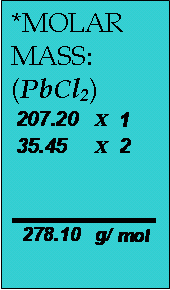 *MOLAR
MASS:
(PbCl₂)
207.20 x 1
35.45 x 2
278.10 g/ mol